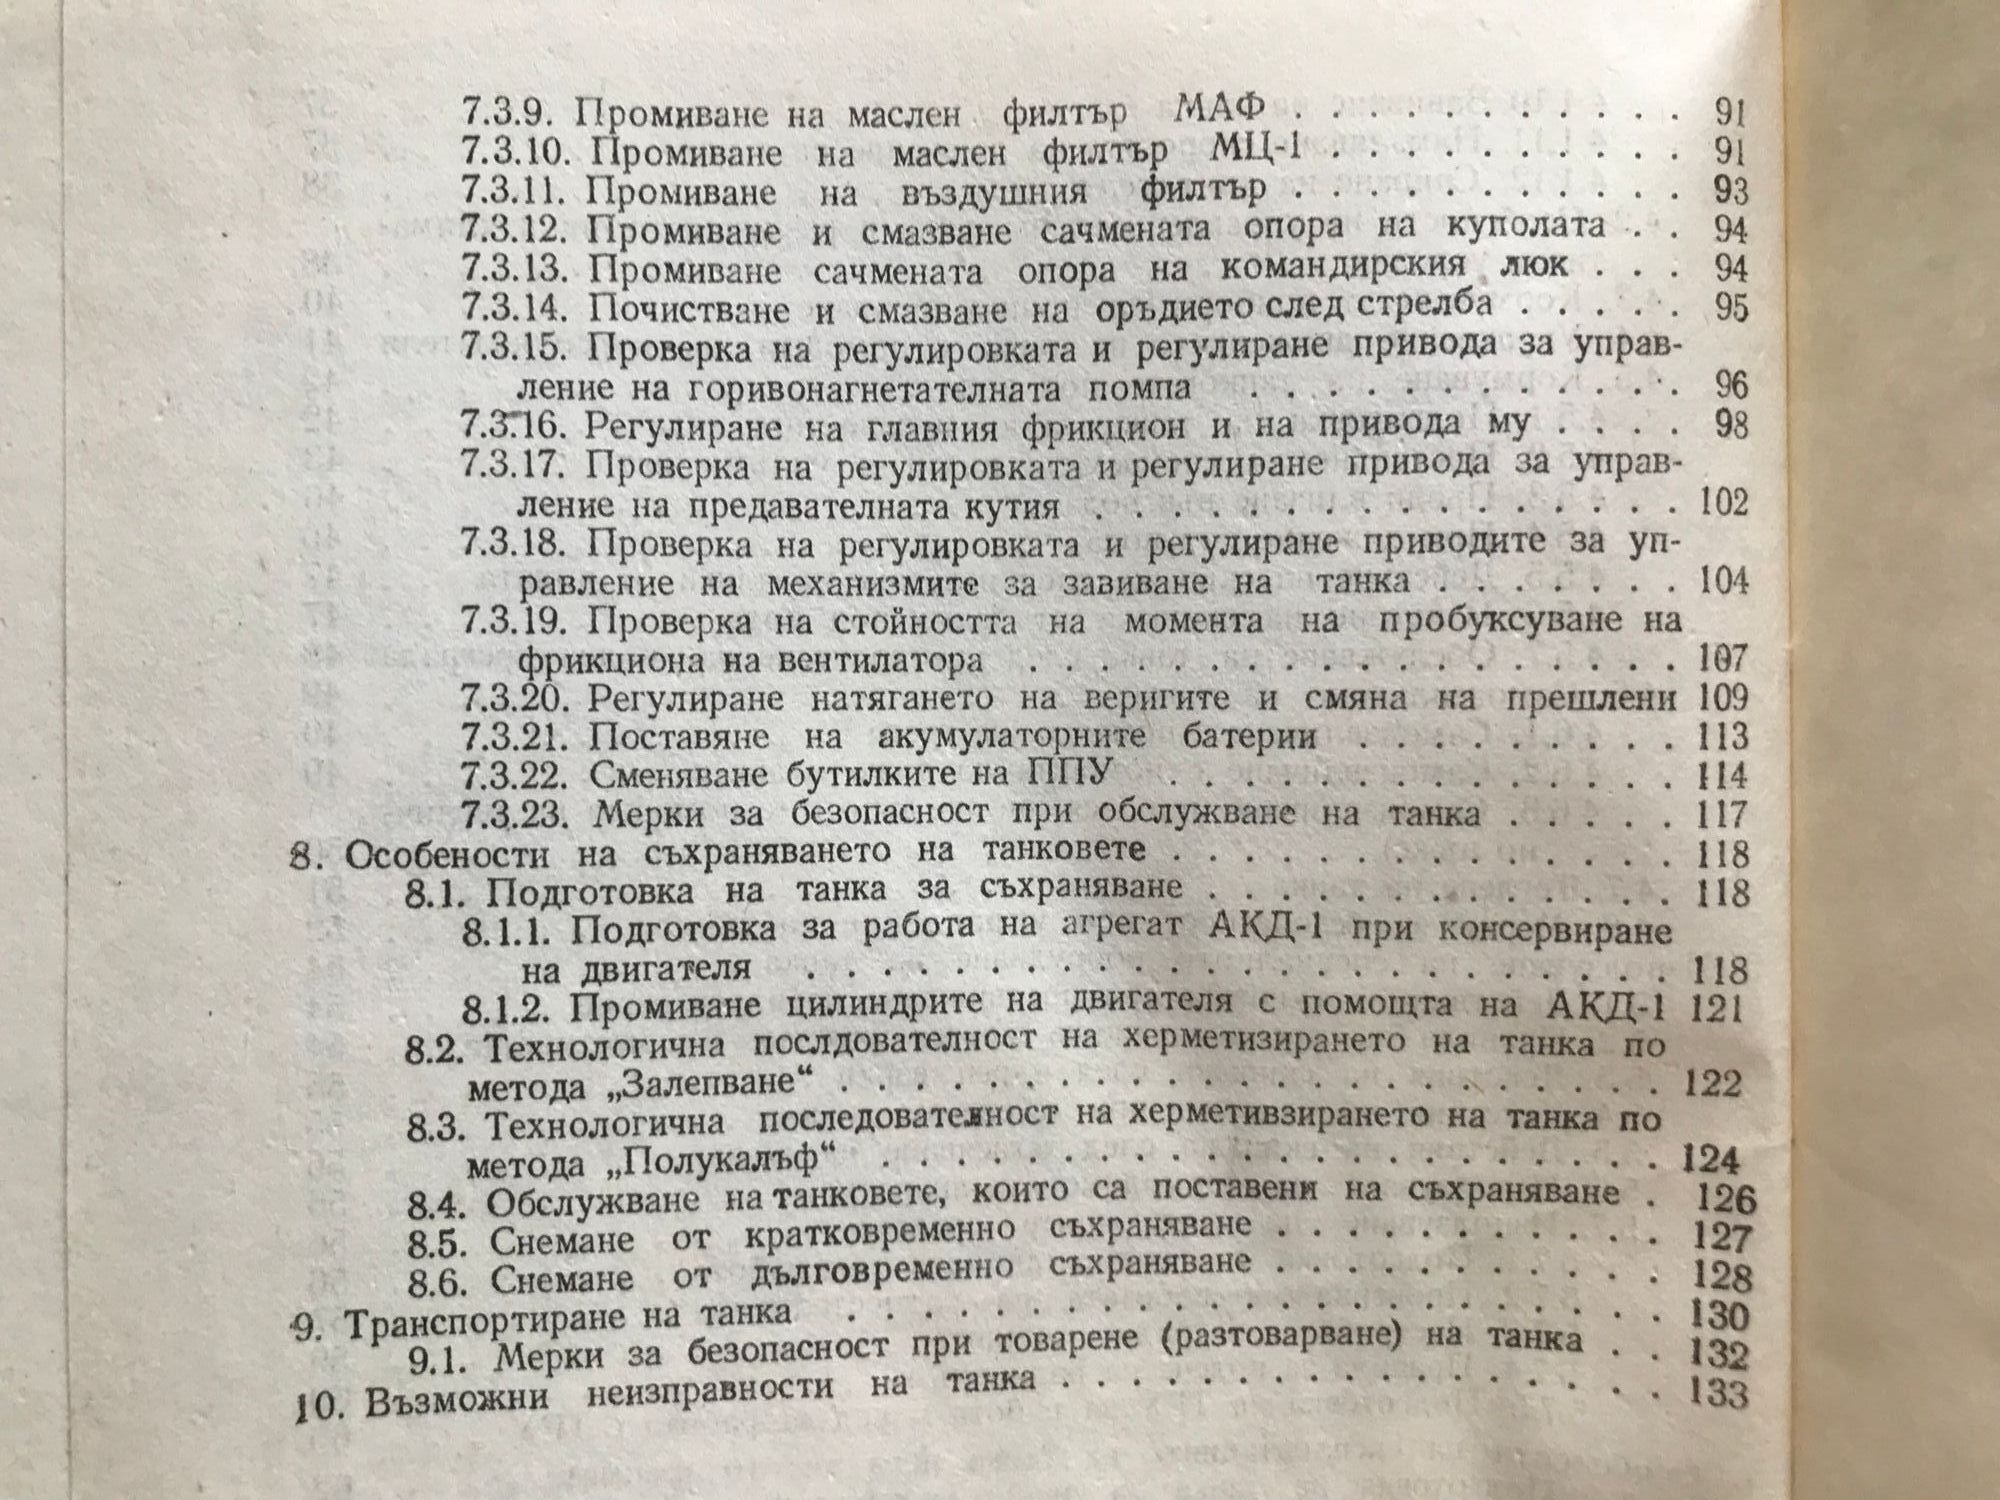 7.3.9. Промиване на маслен филтър МАФ . . . . . . . . . . . 91
7.3.10. Промиване на маслен филтър МЦ-1 . . . . . . . . . . 91
7.3.11. Промиване на въздушния филтър . . . . . . . . . . . 93
7.3.12. Промиване и смазване сачмената опора на куполата . . 94
7.3.13. Промиване сачмената опора на командирския люк . . . 94
7.3.14. Почистване и смазване на оръдието след стрелба . . . . . 95
7.3.15. Проверка на регулировката и регулиране привода за управ-
ление на горивонагнетателната помпа . . . . . . . . . . . . 96
7.3.16. Регулиране на главния фрикцион и на привода му . . . . 98
7.3.17. Проверка на регулировката и регулиране привода за управ-
ление на предавателната кутия . . . . . . . . . . . . . . . . 102
7.3.18. Проверка на регулировката и регулиране приводите за уп-
равление на механизмите за завиване на танка . . . . . . . 104
7.3.19. Проверка на стойността на момента на пробуксуване на
фрикциона на вентилатора . . . . . . . . . . . . . . . . . . 107
7.3.20. Регулиране натягането на веригите и смяна на прешлени 109
7.3.21. Поставяне на акумулаторните батерии . . . . . . . . . 113
7.3.22. Сменяване бутилките на ППУ . . . . . . . . . . . . . . 114
7.3.23. Мерки за безопасност при обслужване на танка . . . . . 117
8. Особености на съхраняването на танковете . . . . . . . . . . . . . . 118
8.1. Подготовка на танка за съхраняване . . . . . . . . . . . . . 118
8.1.1. Подготовка за работа на агрегат АКД-1 при консервиране
на двигателя . . . . . . . . . . . . . . . . . . . . . . . . 118
8.1.2. Промиване цилиндрите на двигателя с помощта на АКД-1 121
8.2. Технологична послдователност на херметизирането на танка по
метода „Залепване“ . . . . . . . . . . . . . . . . . . . . . . . 122
8.3. Технологична последователност на херметивзирането на танка по
метода „Полукалъф“ . . . . . . . . . . . . . . . . . . . . . . 124
8.4. Обслужване на танковете, които са поставени на съхраняване . 126
8.5. Снемане от кратковременно съхраняване . . . . . . . . . . . 127
8.6. Снемане от дълговременно съхраняване . . . . . . . . . . . 128
9. Транспортиране на танка . . . . . . . . . . . . . . . . . . . . . . . 130
9.1. Мерки за безопасност при товарене (разтоварване) на танка . . 132
10. Възможни неизправности на танка . . . . . . . . . . . . . . . . . 133